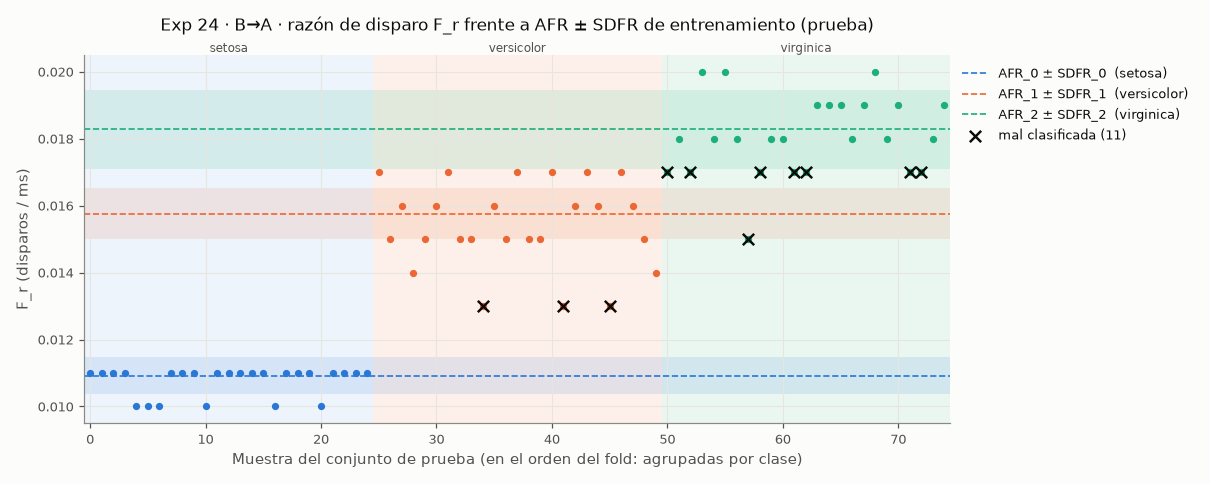 Exp 24 · B→A · razón de disparo F_r frente a AFR ± SDFR de entrenamiento (prueba)
setosa
versicolor
virginica
0.020
0.018
0.016
0.014
0.012
0.010
F_r (disparos / ms)
0
10
20
30
40
50
60
70
Muestra del conjunto de prueba (en el orden del fold: agrupadas por clase)
AFR_0 ± SDFR_0 (setosa)
AFR_1 ± SDFR_1 (versicolor)
AFR_2 ± SDFR_2 (virginica)
mal clasificada (11)